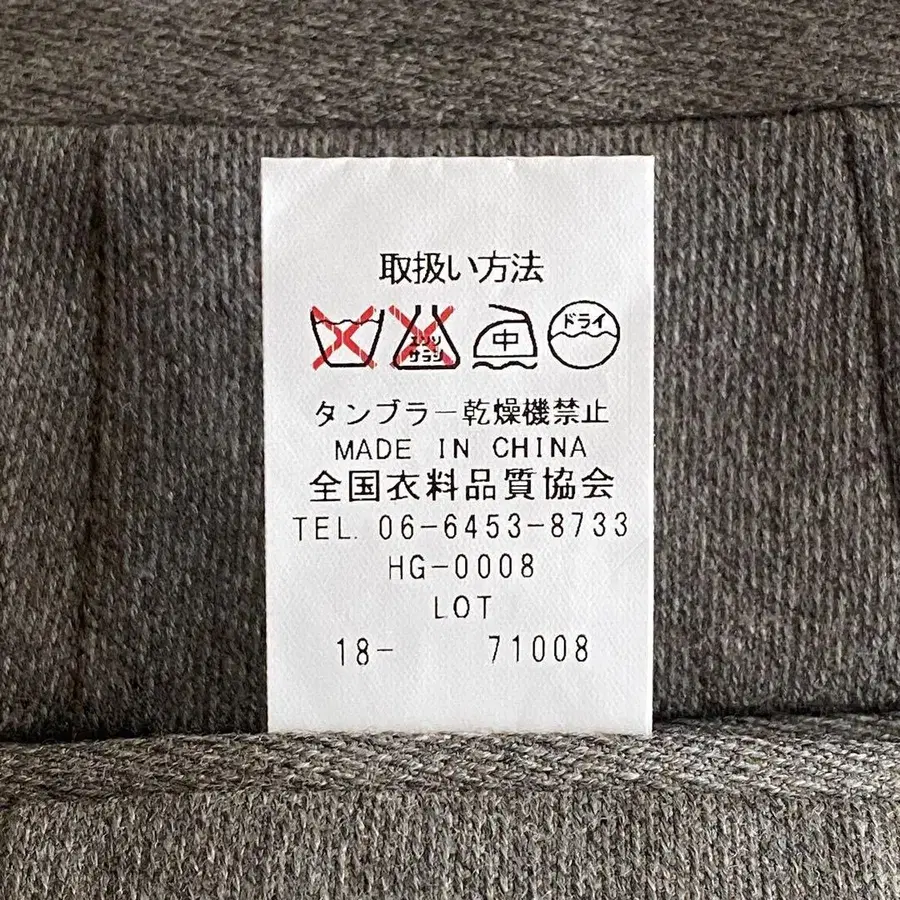 取扱い方法
エンソ サラシ 中 ドライ
タンブラー乾燥機禁止
MADE IN CHINA
全国衣料品質協会
TEL. 06-6453-8733
HG-0008
LOT
18- 71008